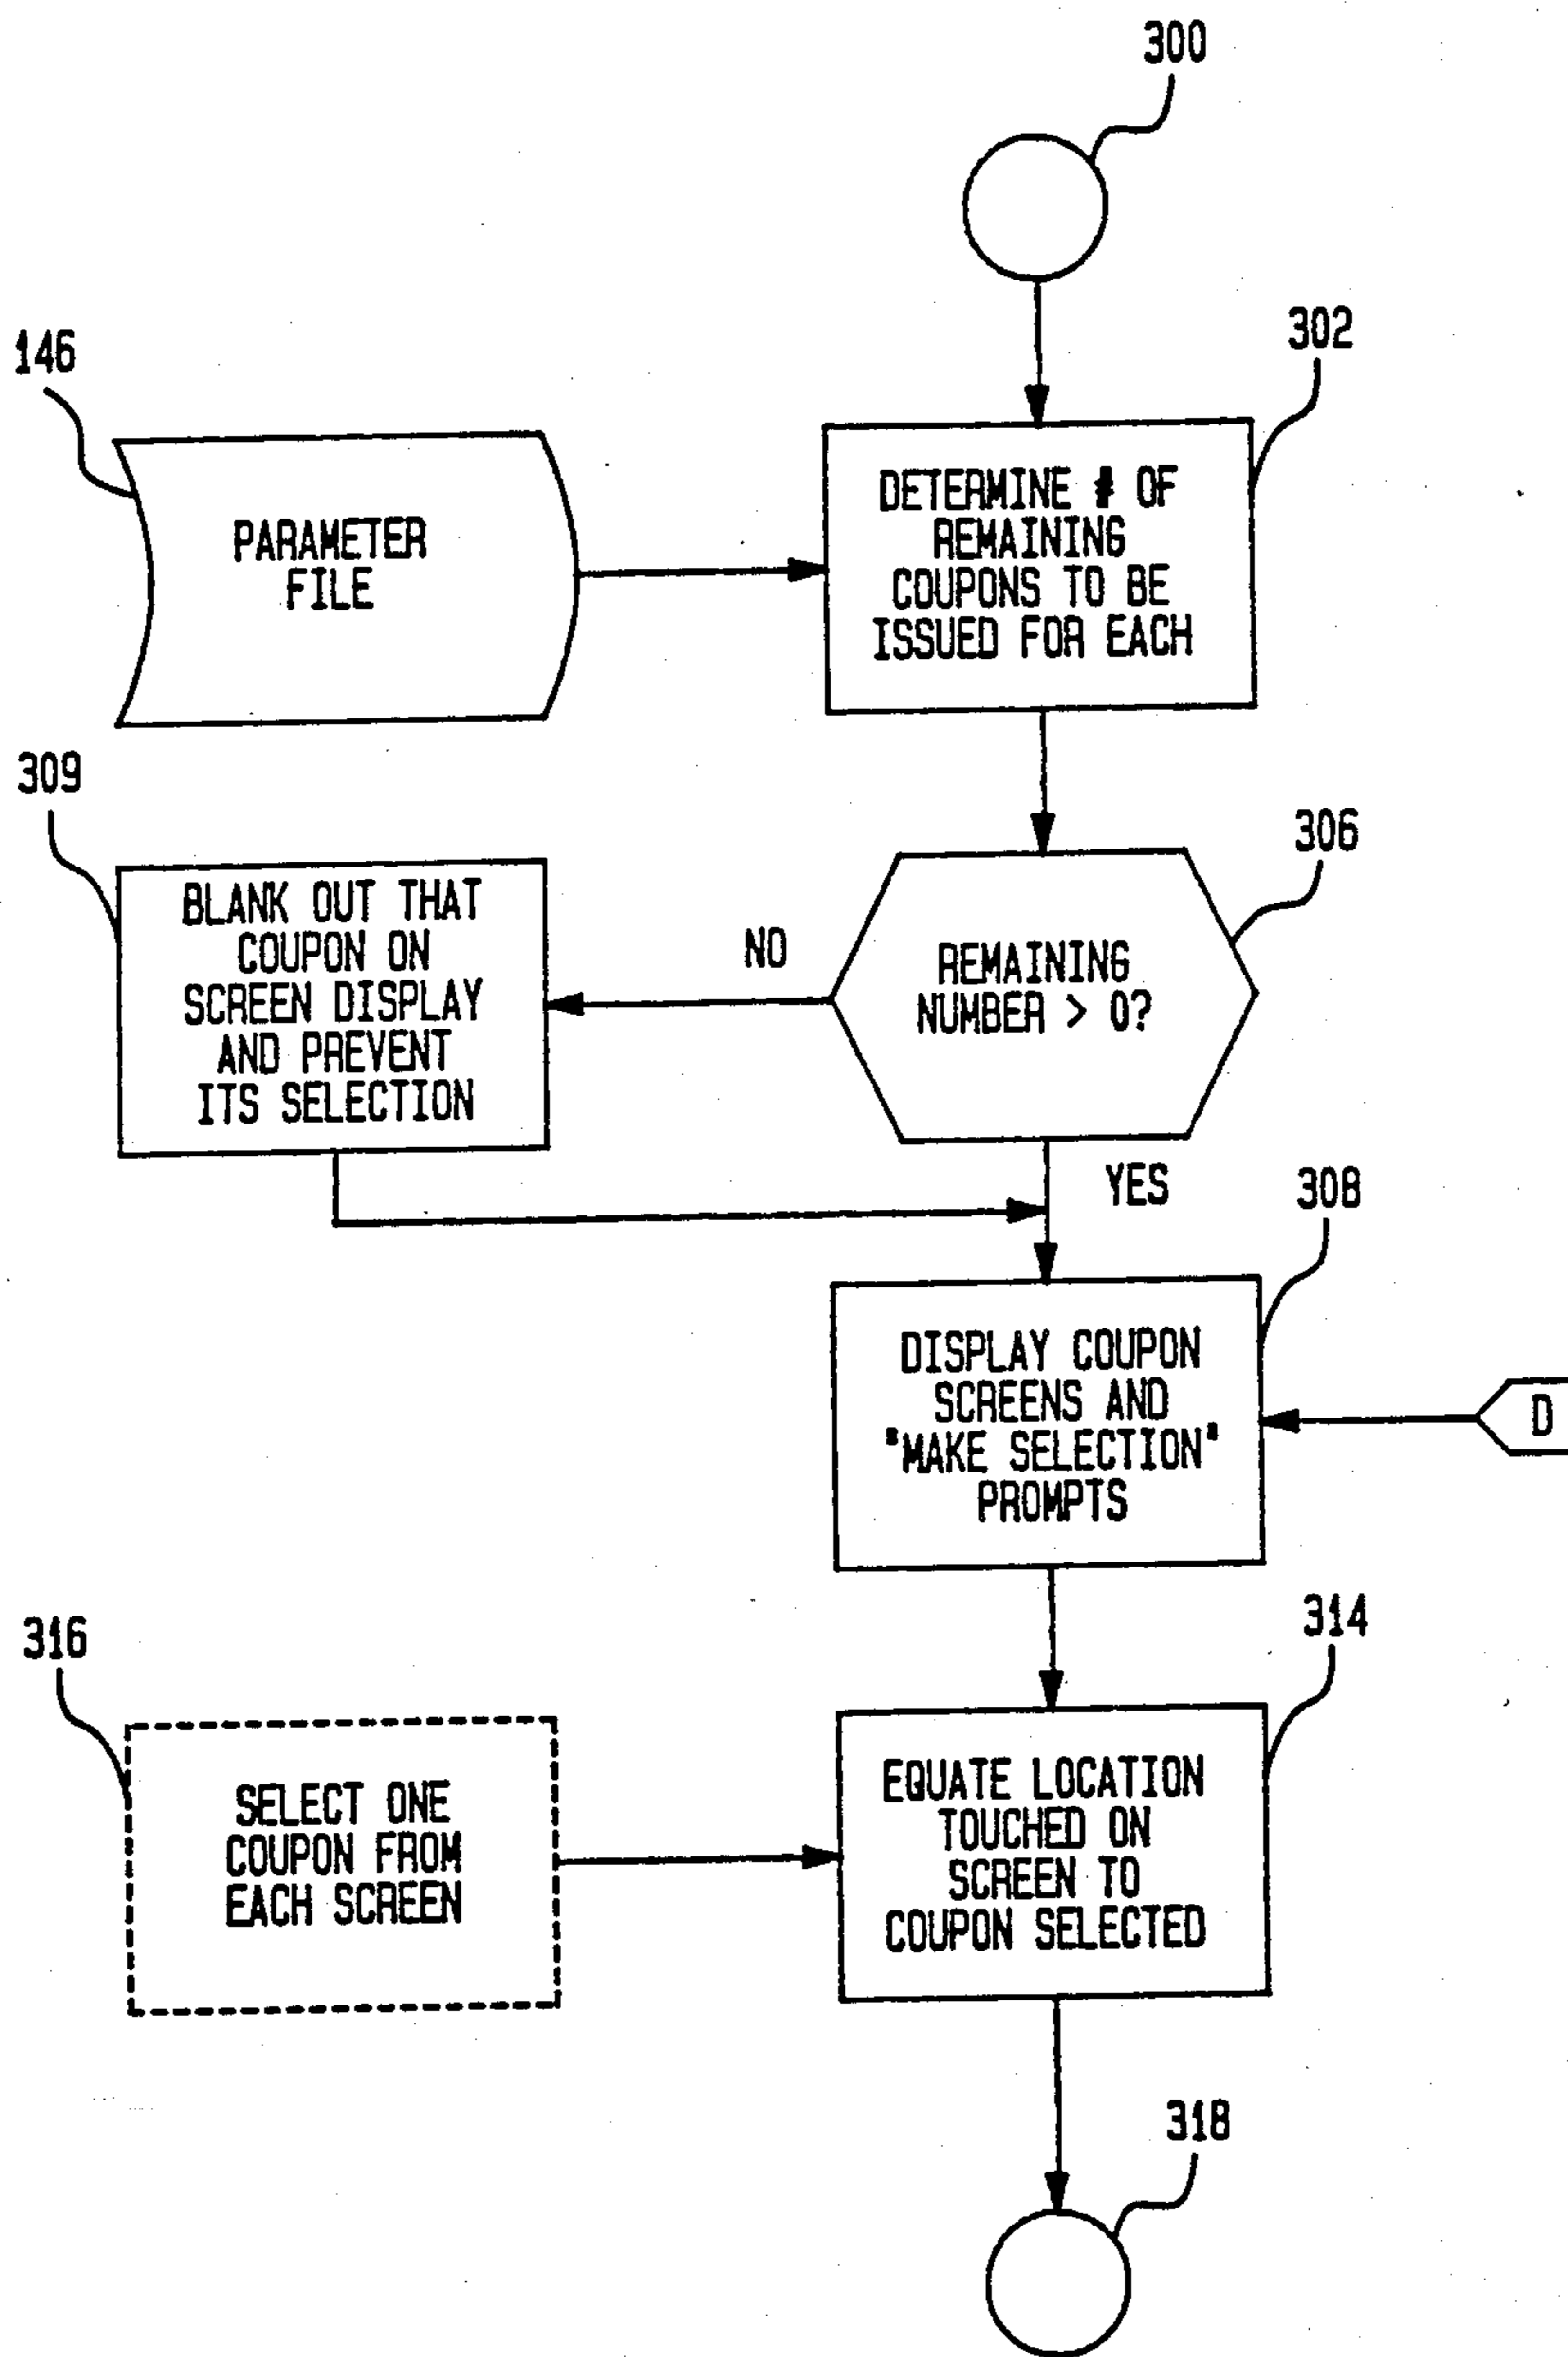 300
302
146
DETERMINE # OF
REMAINING
COUPONS TO BE
ISSUED FOR EACH
PARAMETER
FILE
309
306
BLANK OUT THAT
COUPON ON
SCREEN DISPLAY
AND PREVENT
ITS SELECTION
NO
REMAINING
NUMBER > 0?
YES
308
DISPLAY COUPON
SCREENS AND
"MAKE SELECTION"
PROMPTS
D
316
314
SELECT ONE
COUPON FROM
EACH SCREEN
EQUATE LOCATION
TOUCHED ON
SCREEN TO
COUPON SELECTED
318